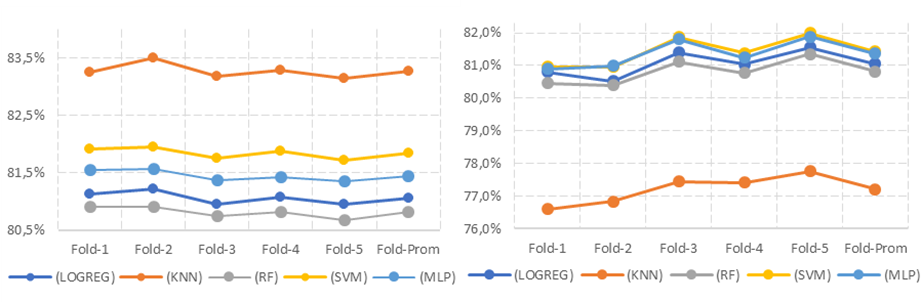 83,5%
82,5%
81,5%
80,5%
Fold-1 Fold-2 Fold-3 Fold-4 Fold-5 Fold-Prom
(LOGREG) (KNN) (RF) (SVM) (MLP)
82,0%
81,0%
80,0%
79,0%
78,0%
77,0%
76,0%
Fold-1 Fold-2 Fold-3 Fold-4 Fold-5 Fold-Prom
(LOGREG) (KNN) (RF) (SVM) (MLP)